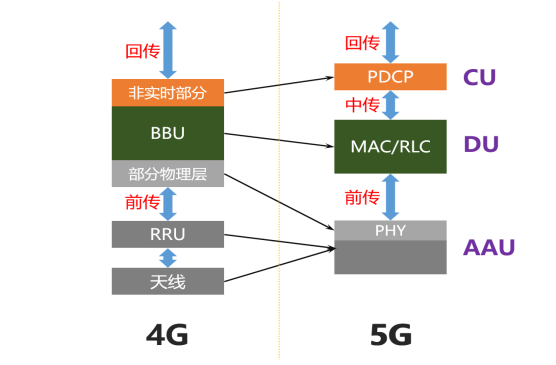 回传
非实时部分
BBU
部分物理层
前传
RRU
天线
4G
回传
PDCP
CU
中传
MAC/RLC
DU
前传
PHY
AAU
5G